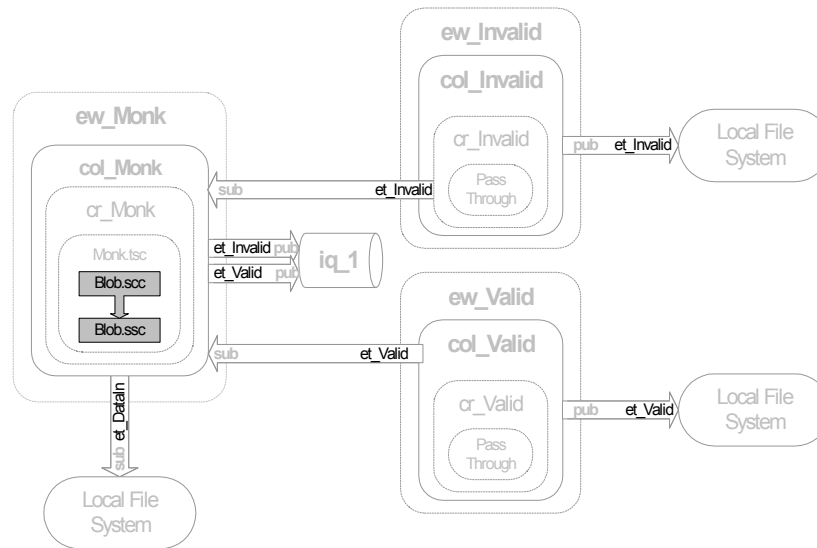 ew_Invalid
col_Invalid
cr_Invalid
Pass
Through
pub
et_Invalid
Local File
System
ew_Monk
col_Monk
cr_Monk
Monk.tsc
Blob.scc
Blob.ssc
sub
et_Invalid
et_Invalid
pub
et_Valid
pub
iq_1
sub
et_Valid
ew_Valid
col_Valid
cr_Valid
Pass
Through
pub
et_Valid
Local File
System
sub
et_DataIn
Local File
System